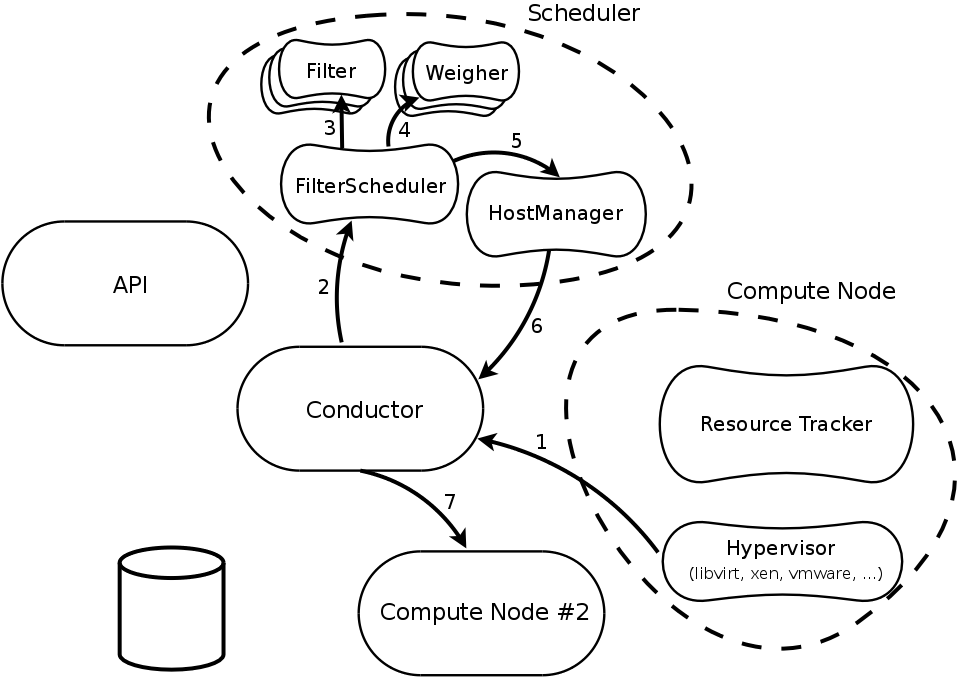 Scheduler
Filter
Weigher
3
4
5
FilterScheduler
HostManager
API
2
Compute Node
6
Conductor
Resource Tracker
1
7
Hypervisor
(libvirt, xen, vmware, ...)
Compute Node #2